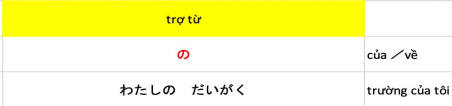 trợ từ
の của ／về
わたしの　だいがく trường của tôi